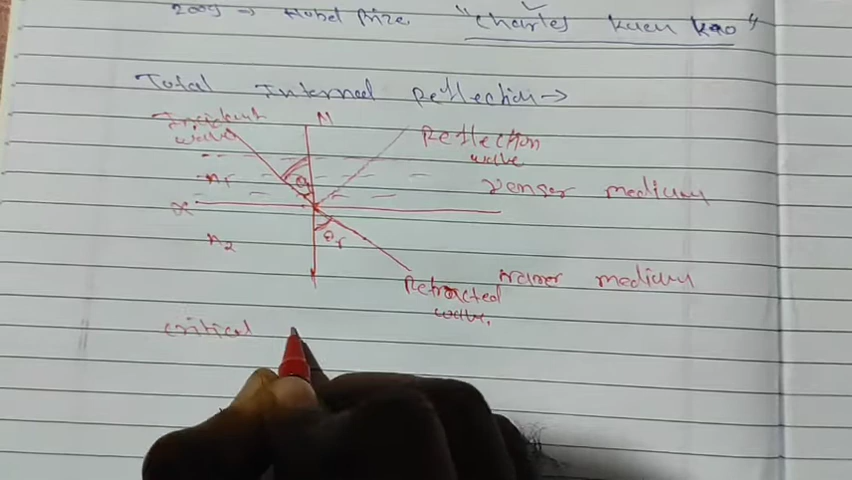 2009 → Nobel Prize "Charles Kuen Kao"
Total Internal Reflection →
Incident N
wave Reflection
wave
n1 θi Denser medium
x
n2 θr
Refracted rarer medium
wave.
critical